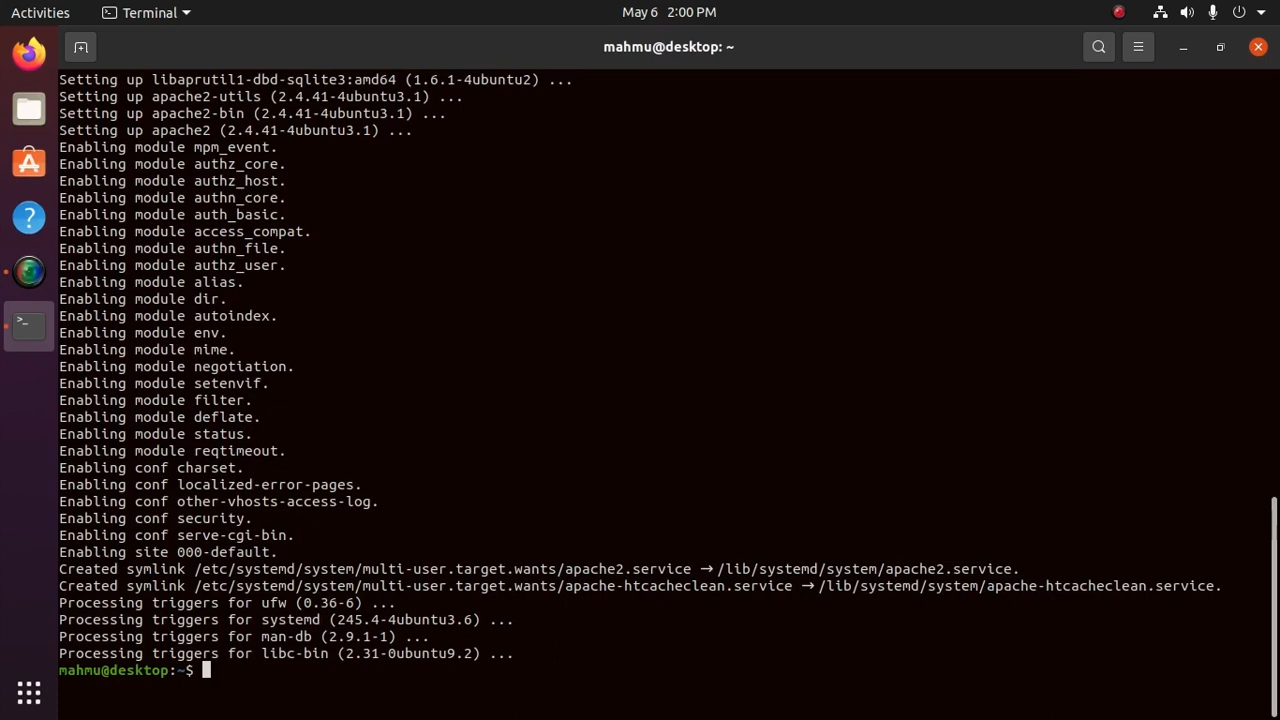 Activities
Terminal
May 6 2:00 PM
mahmu@desktop: ~
Setting up libaprutil1-dbd-sqlite3:amd64 (1.6.1-4ubuntu2) ...
Setting up apache2-utils (2.4.41-4ubuntu3.1) ...
Setting up apache2-bin (2.4.41-4ubuntu3.1) ...
Setting up apache2 (2.4.41-4ubuntu3.1) ...
Enabling module mpm_event.
Enabling module authz_core.
Enabling module authz_host.
Enabling module authn_core.
Enabling module auth_basic.
Enabling module access_compat.
Enabling module authn_file.
Enabling module authz_user.
Enabling module alias.
Enabling module dir.
Enabling module autoindex.
Enabling module env.
Enabling module mime.
Enabling module negotiation.
Enabling module setenvif.
Enabling module filter.
Enabling module deflate.
Enabling module status.
Enabling module reqtimeout.
Enabling conf charset.
Enabling conf localized-error-pages.
Enabling conf other-vhosts-access-log.
Enabling conf security.
Enabling conf serve-cgi-bin.
Enabling site 000-default.
Created symlink /etc/systemd/system/multi-user.target.wants/apache2.service → /lib/systemd/system/apache2.service.
Created symlink /etc/systemd/system/multi-user.target.wants/apache-htcacheclean.service → /lib/systemd/system/apache-htcacheclean.service.
Processing triggers for ufw (0.36-6) ...
Processing triggers for systemd (245.4-4ubuntu3.6) ...
Processing triggers for man-db (2.9.1-1) ...
Processing triggers for libc-bin (2.31-0ubuntu9.2) ...
mahmu@desktop:~$